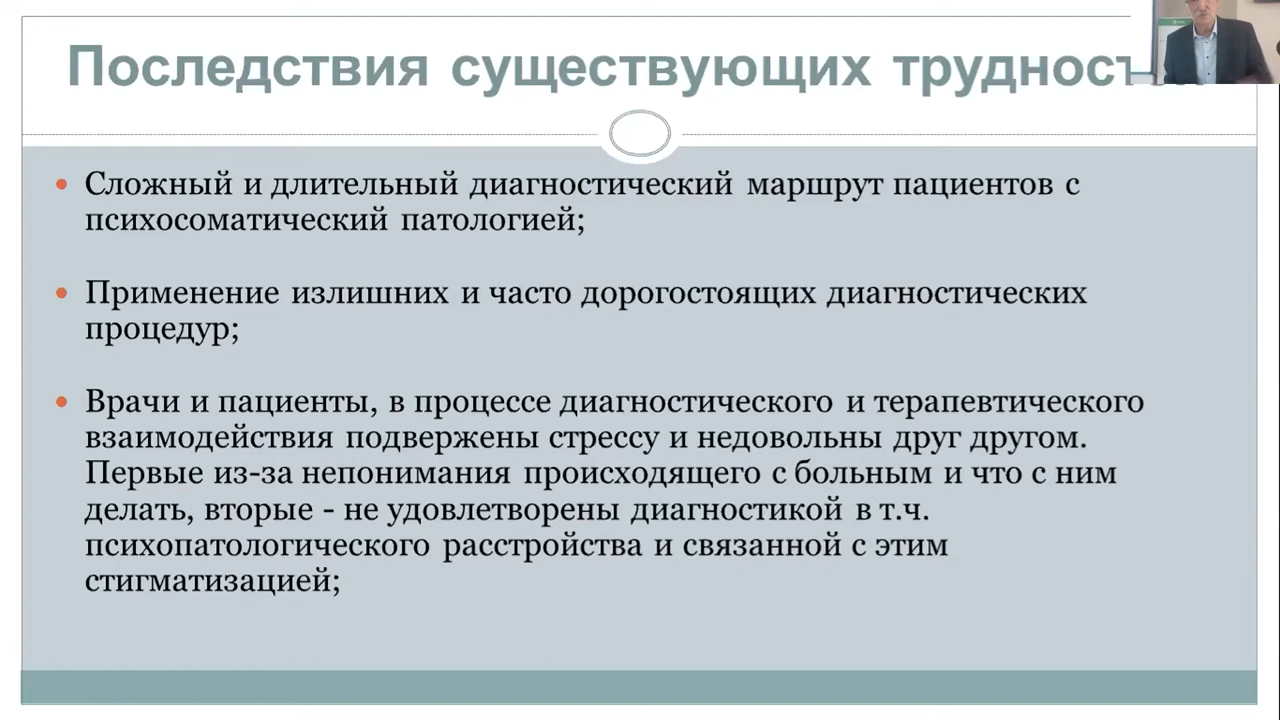 Последствия существующих
Сложный и длительный диагностический маршрут пациентов с
психосоматический патологией;
Применение излишних и часто дорогостоящих диагностических
процедур;
Врачи и пациенты, в процессе диагностического и терапевтического
взаимодействия подвержены стрессу и недовольны друг другом.
Первые из-за непонимания происходящего с больным и что с ним
делать, вторые - не удовлетворены диагностикой в т.ч.
психопатологического расстройства и связанной с этим
стигматизацией;